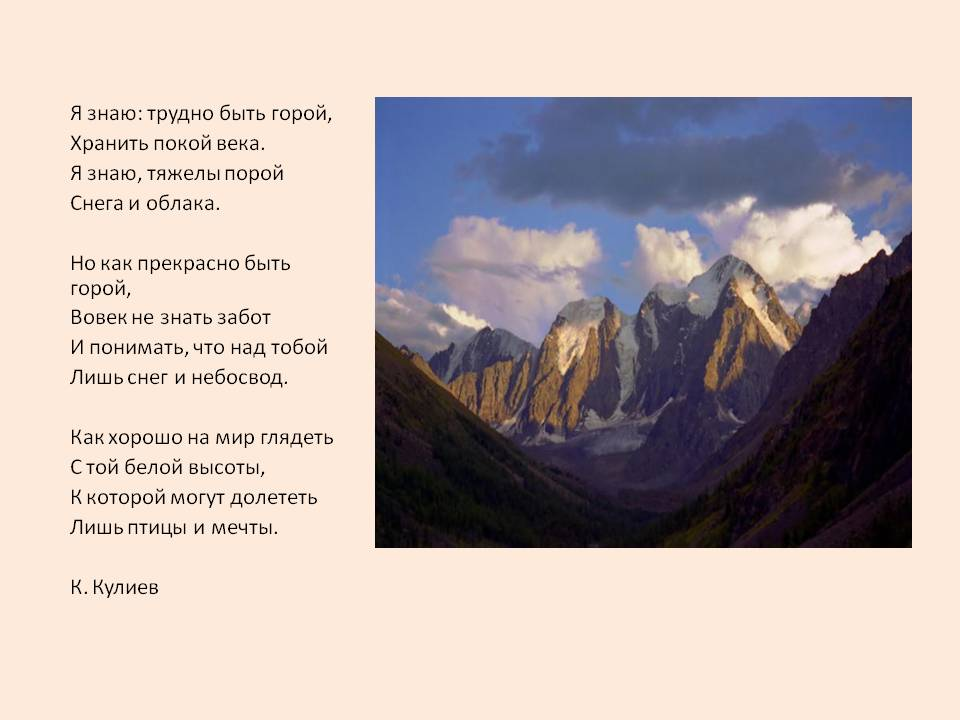 Я знаю: трудно быть горой,
Хранить покой века.
Я знаю, тяжелы порой
Снега и облака.
Но как прекрасно быть
горой,
Вовек не знать забот
И понимать, что над тобой
Лишь снег и небосвод.
Как хорошо на мир глядеть
С той белой высоты,
К которой могут долететь
Лишь птицы и мечты.
К. Кулиев